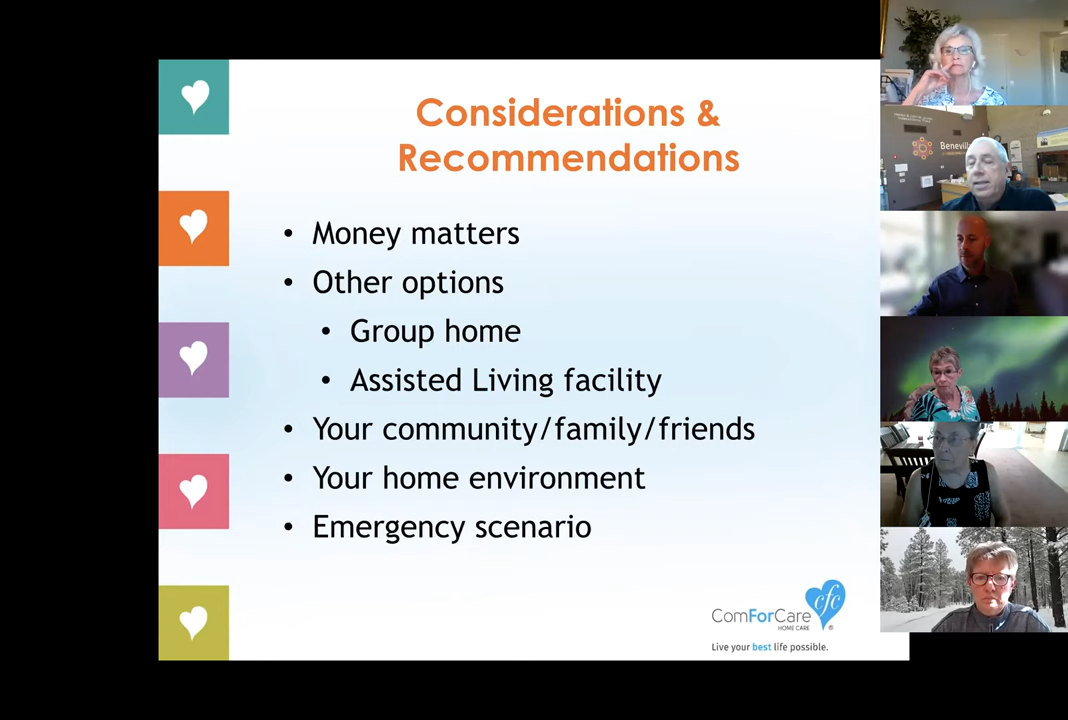 Considerations &
Recommendations
• Money matters
• Other options
• Group home
• Assisted Living facility
• Your community/family/friends
• Your home environment
• Emergency scenario
cfc
ComForCare
HOME CARE
®
Live your best life possible.